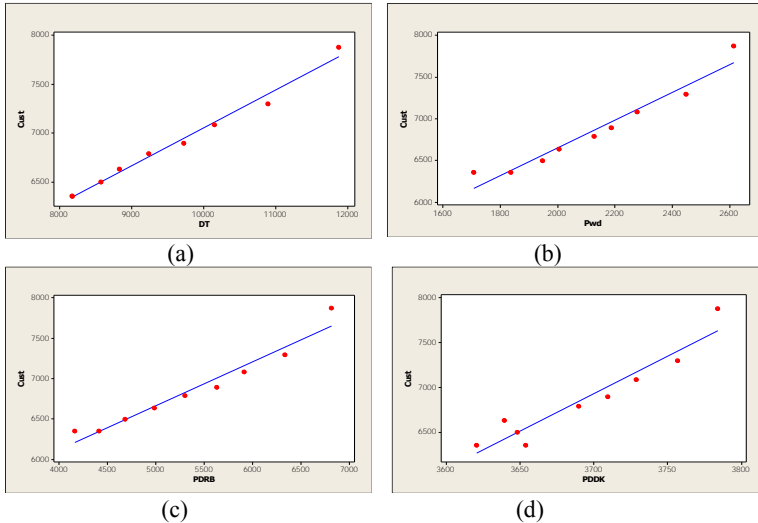 8000
7500
7000
6500
Cust
8000 9000 10000 11000 12000
DT
(a)
8000
7500
7000
6500
6000
Cust
1600 1800 2000 2200 2400 2600
Pwd
(b)
8000
7500
7000
6500
6000
Cust
4000 4500 5000 5500 6000 6500 7000
PDRB
(c)
8000
7500
7000
6500
Cust
3600 3650 3700 3750 3800
PDDK
(d)